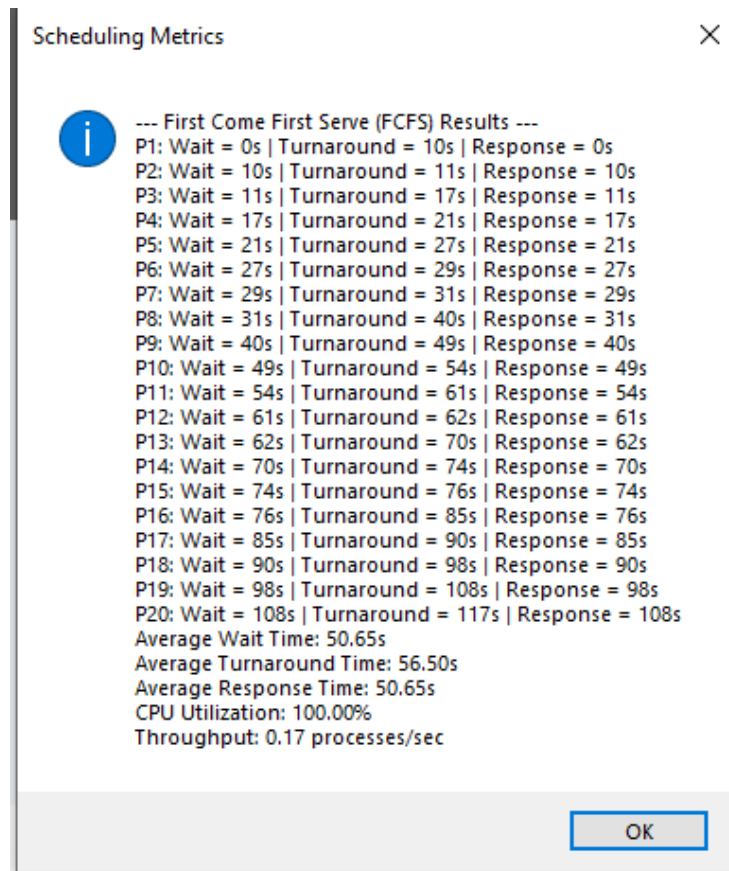 Scheduling Metrics
--- First Come First Serve (FCFS) Results ---
P1: Wait = 0s | Turnaround = 10s | Response = 0s
P2: Wait = 10s | Turnaround = 11s | Response = 10s
P3: Wait = 11s | Turnaround = 17s | Response = 11s
P4: Wait = 17s | Turnaround = 21s | Response = 17s
P5: Wait = 21s | Turnaround = 27s | Response = 21s
P6: Wait = 27s | Turnaround = 29s | Response = 27s
P7: Wait = 29s | Turnaround = 31s | Response = 29s
P8: Wait = 31s | Turnaround = 40s | Response = 31s
P9: Wait = 40s | Turnaround = 49s | Response = 40s
P10: Wait = 49s | Turnaround = 54s | Response = 49s
P11: Wait = 54s | Turnaround = 61s | Response = 54s
P12: Wait = 61s | Turnaround = 62s | Response = 61s
P13: Wait = 62s | Turnaround = 70s | Response = 62s
P14: Wait = 70s | Turnaround = 74s | Response = 70s
P15: Wait = 74s | Turnaround = 76s | Response = 74s
P16: Wait = 76s | Turnaround = 85s | Response = 76s
P17: Wait = 85s | Turnaround = 90s | Response = 85s
P18: Wait = 90s | Turnaround = 98s | Response = 90s
P19: Wait = 98s | Turnaround = 108s | Response = 98s
P20: Wait = 108s | Turnaround = 117s | Response = 108s
Average Wait Time: 50.65s
Average Turnaround Time: 56.50s
Average Response Time: 50.65s
CPU Utilization: 100.00%
Throughput: 0.17 processes/sec
OK